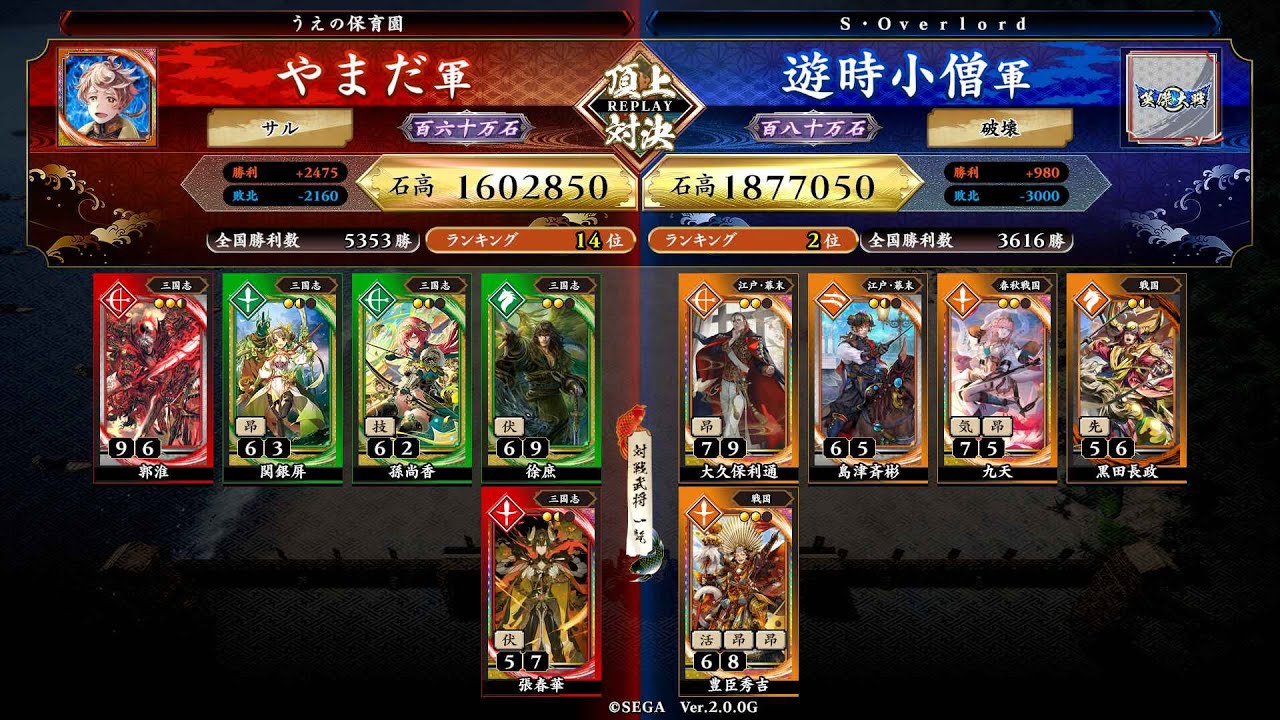 うえの保育園
S・Overlord
やまだ軍
頂上
REPLAY
対決
遊時小僧軍
英傑大戦
サル
百六十万石
百八十万石
破壊
勝利 +2475
敗北 -2160
石高 1602850
石高 1877050
勝利 +980
敗北 -3000
全国勝利数 5353勝
ランキング 14位
ランキング 2位
全国勝利数 3616勝
三国志
三国志
三国志
三国志
江戸・幕末
江戸・幕末
春秋戦国
戦国
昴
技
伏
昴
気 昴
先
9 6
6 3
6 2
6 9
7 9
6 5
7 5
5 6
郭淮
関銀屏
孫尚香
徐庶
大久保利通
島津斉彬
九天
黒田長政
対戦武将一覧
三国志
戦国
伏
活 昴 昴
5 7
6 8
張春華
豊臣秀吉
©SEGA Ver.2.0.0G